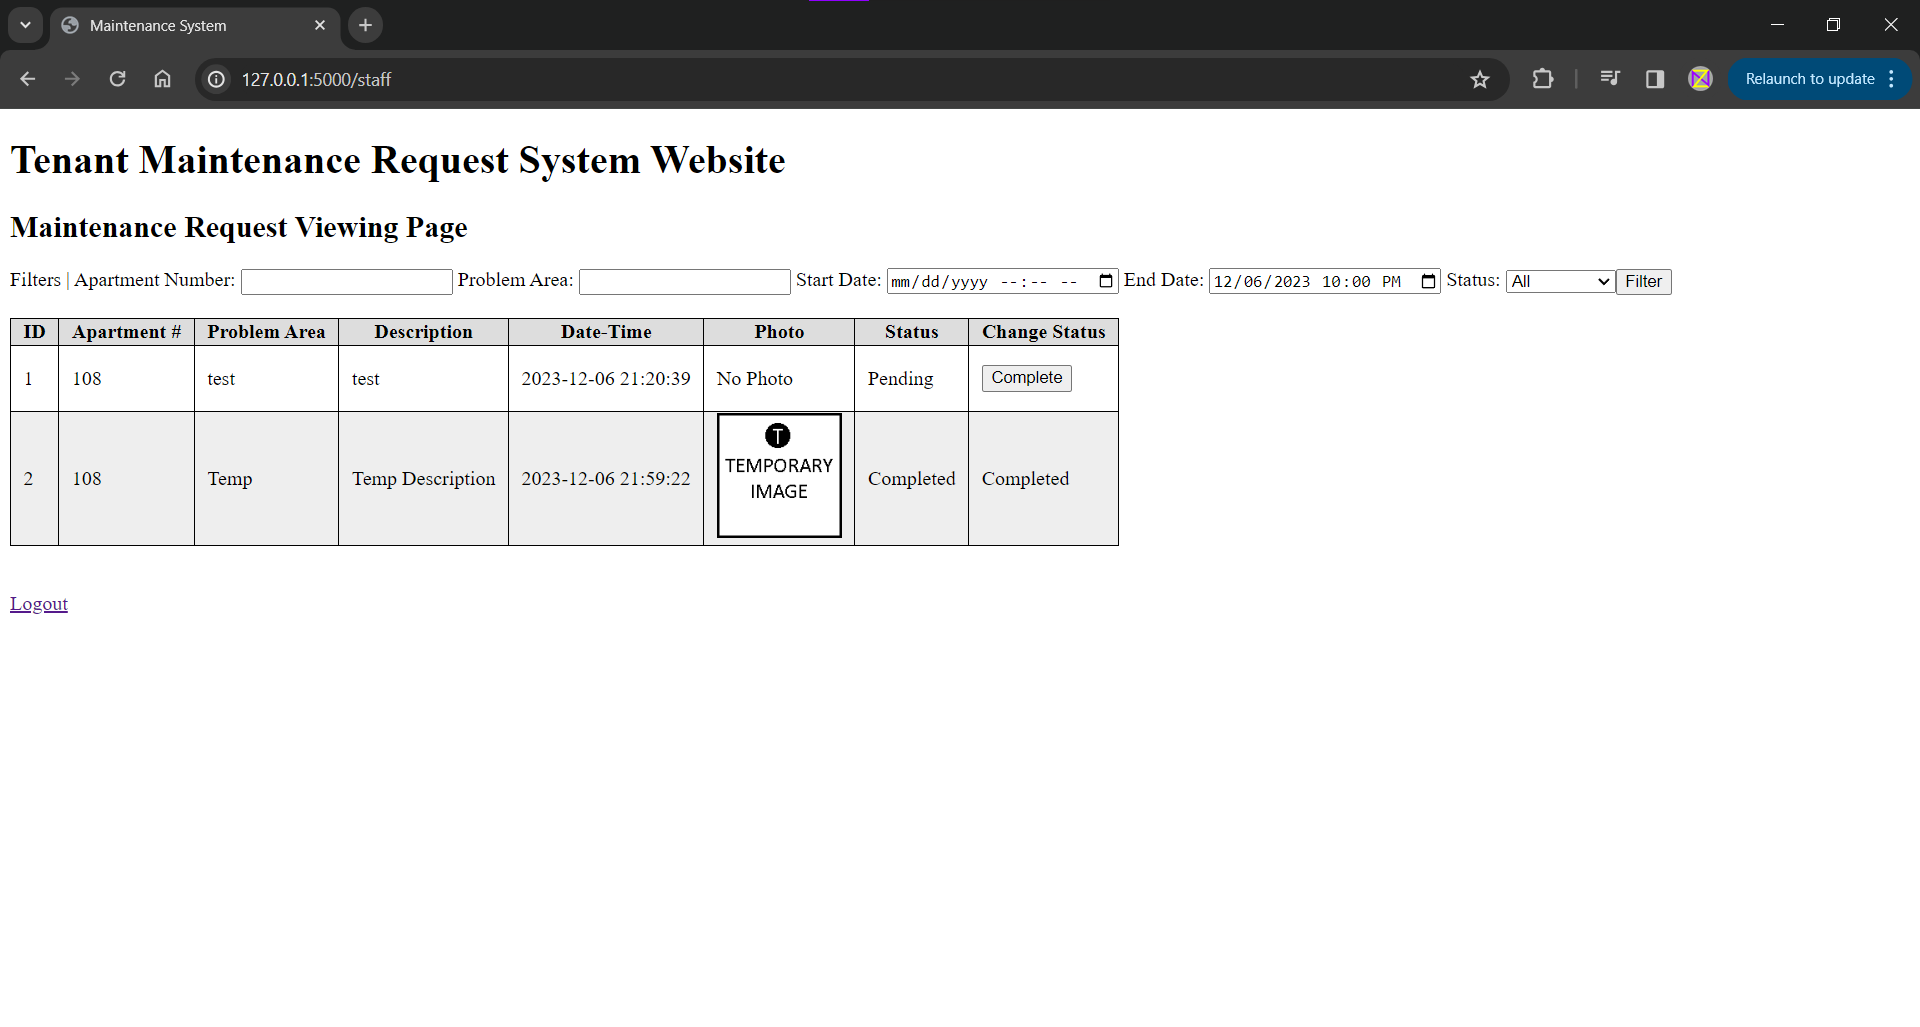 Maintenance System
127.0.0.1:5000/staff
Relaunch to update
Tenant Maintenance Request System Website
Maintenance Request Viewing Page
Filters | Apartment Number: Problem Area: Start Date: mm/dd/yyyy --:-- -- End Date: 12/06/2023 10:00 PM Status: All Filter
ID Apartment # Problem Area Description Date-Time Photo Status Change Status
1 108 test test 2023-12-06 21:20:39 No Photo Pending Complete
T
TEMPORARY
2 108 Temp Temp Description 2023-12-06 21:59:22 Completed Completed
IMAGE
Logout